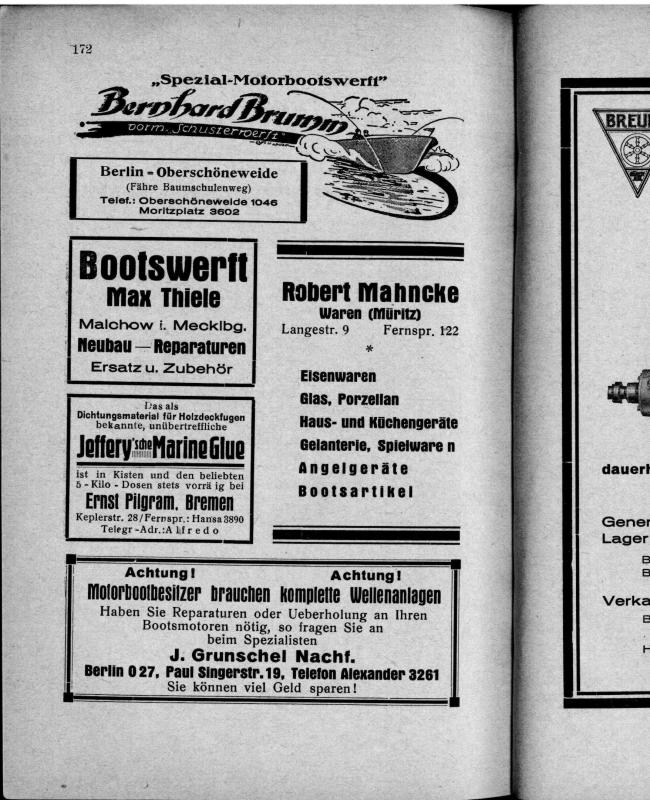 172
„Spezial-Motorbootswerft”
Bernhard Brumm
vorm. Schusterwerft
Berlin - Oberschöneweide
(Fähre Baumschulenweg)
Telef.: Oberschöneweide 1046
Moritzplatz 3602
Bootswerft
Max Thiele
Malchow i. Mecklbg.
Neubau — Reparaturen
Ersatz u. Zubehör
Das als
Dichtungsmaterial für Holzdeckfugen
bekannte, unübertreffliche
Jeffery'sche Marine Glue
ist in Kisten und den beliebten
5 - Kilo - Dosen stets vorrä ig bei
Ernst Pilgram, Bremen
Keplerstr. 28 / Fernspr.: Hansa 3890
Telegr -Adr.: Alfredo
Robert Mahncke
Waren (Müritz)
Langestr. 9 Fernspr. 122
*
Eisenwaren
Glas, Porzellan
Haus- und Küchengeräte
Gelanterie, Spielware n
Angelgeräte
Bootsartikel
Achtung! Achtung!
Motorbootbesitzer brauchen komplette Wellenanlagen
Haben Sie Reparaturen oder Ueberholung an Ihren
Bootsmotoren nötig, so fragen Sie an
beim Spezialisten
J. Grunschel Nachf.
Berlin O 27, Paul Singerstr. 19, Telefon Alexander 3261
Sie können viel Geld sparen!
BREU
dauerh
Gener
Lager
B
B
Verka
B
H